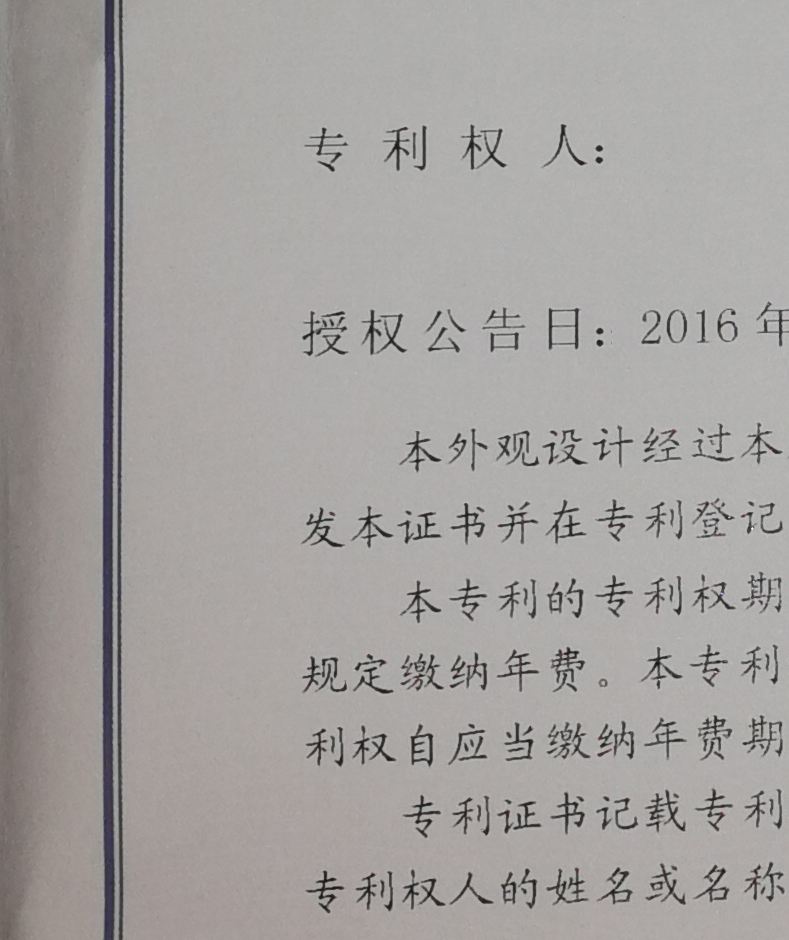 专利权人：
授权公告日：2016年
本外观设计经过本
发本证书并在专利登记
本专利的专利权期
规定缴纳年费。本专利
利权自应当缴纳年费期
专利证书记载专利
专利权人的姓名或名称